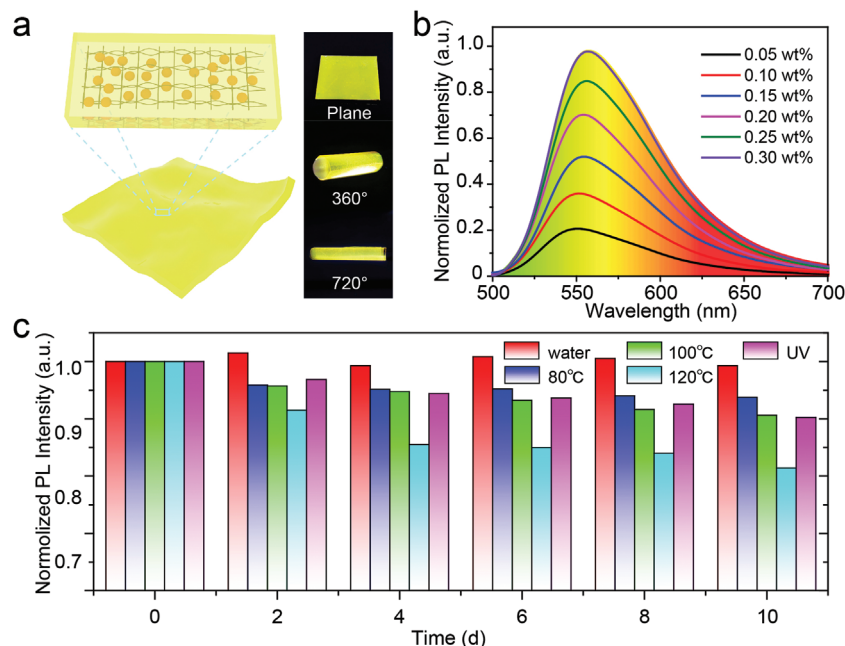 a
Plane
360°
720°
b
Normolized PL Intensity (a.u.)
1.0
0.8
0.6
0.4
0.2
0
0.05 wt%
0.10 wt%
0.15 wt%
0.20 wt%
0.25 wt%
0.30 wt%
500 550 600 650 700
Wavelength (nm)
c
Normolized PL Intensity (a.u.)
1.0
0.9
0.8
0.7
water 100℃ UV
80℃ 120℃
0 2 4 6 8 10
Time (d)